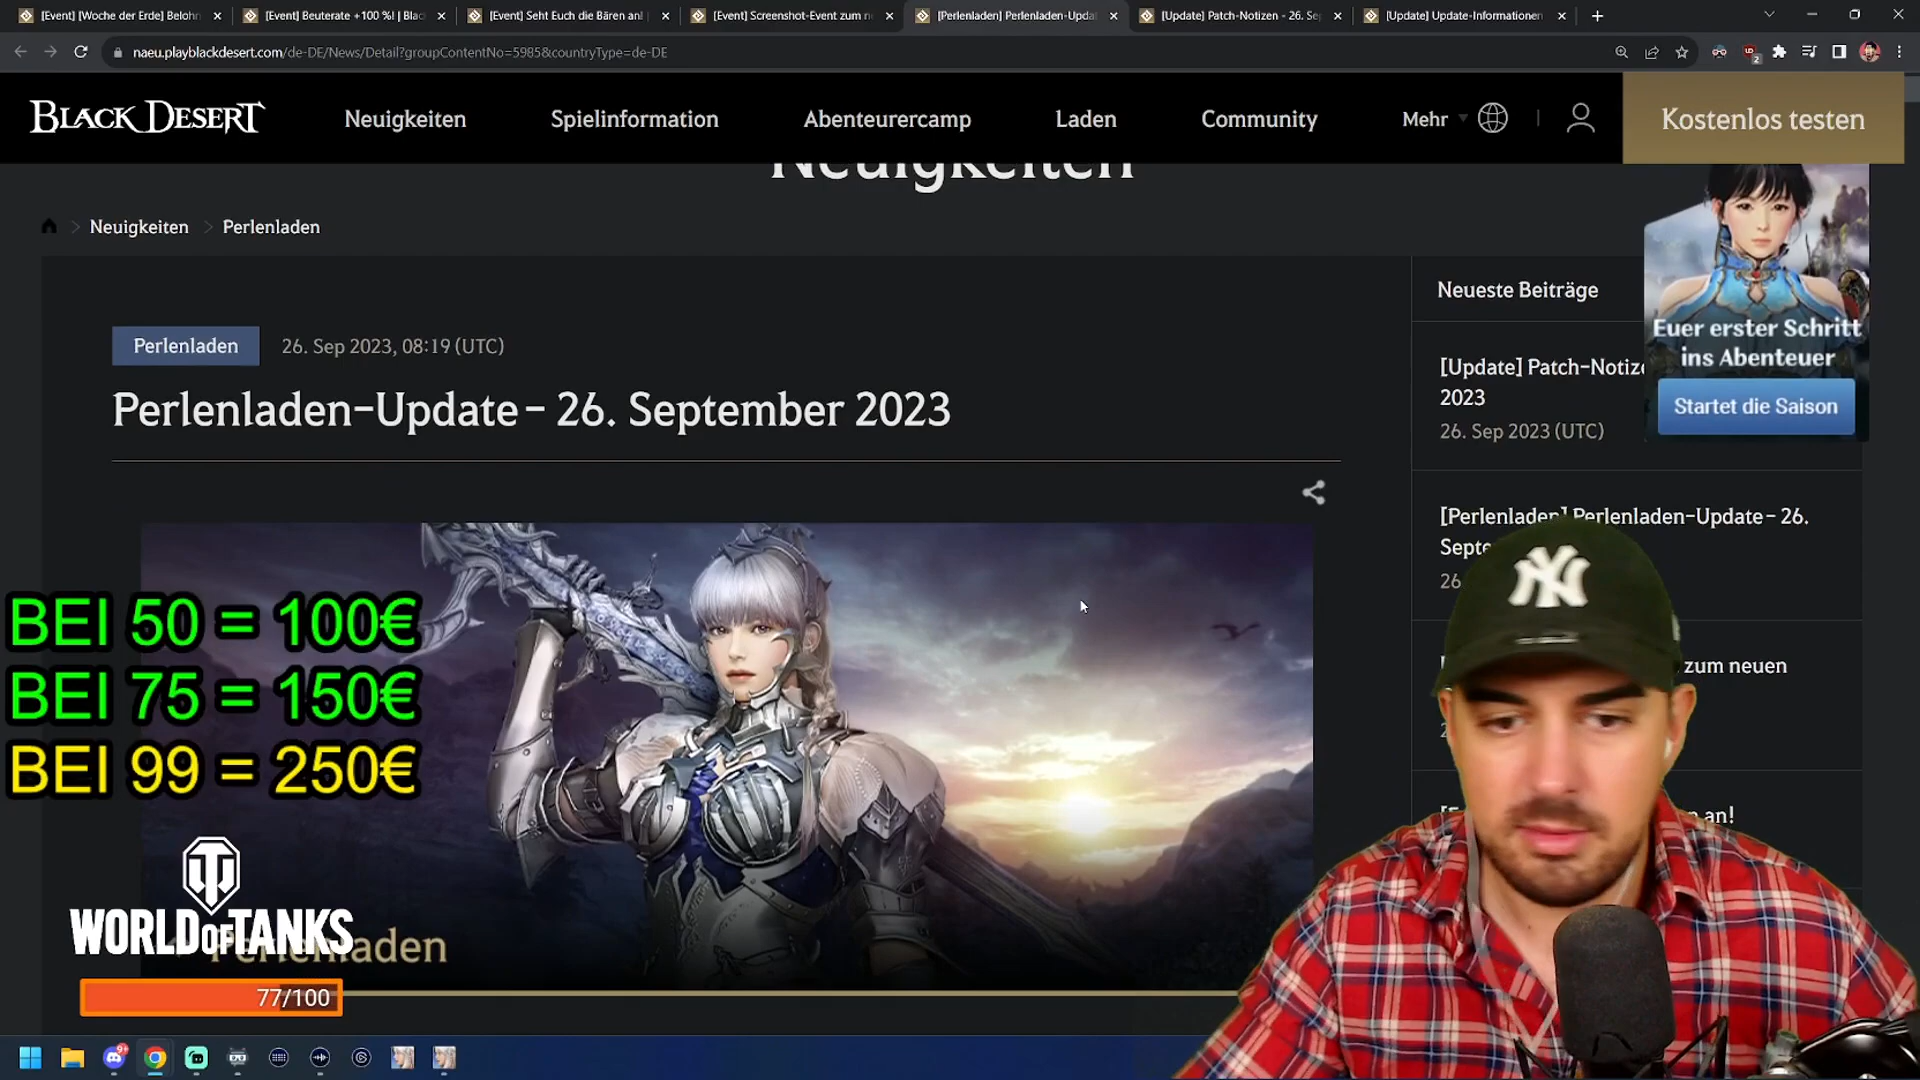 [Event] [Woche der Erde] Belohn
[Event] Beuterate +100 %! | Blac
[Event] Seht Euch die Bären an! |
[Event] Screenshot-Event zum n
[Perlenladen] Perlenladen-Upda
[Update] Patch-Notizen - 26. Se
[Update] Update-Informationen
naeu.playblackdesert.com/de-DE/News/Detail?groupContentNo=5985&countryType=de-DE
BLACK DESERT
Neuigkeiten
Spielinformation
Abenteurercamp
Laden
Community
Mehr
Kostenlos testen
Neuigkeiten
Neuigkeiten
Perlenladen
Perlenladen
26. Sep 2023, 08:19 (UTC)
Perlenladen-Update - 26. September 2023
Neueste Beiträge
[Update] Patch-Notize
2023
26. Sep 2023 (UTC)
[Perlenladen] Perlenladen-Update - 26.
Septe
26
zum neuen
an!
Euer erster Schritt
ins Abenteuer
Startet die Saison
BEI 50 = 100€
BEI 75 = 150€
BEI 99 = 250€
WORLD OF TANKS
Perlenladen
77/100
NY